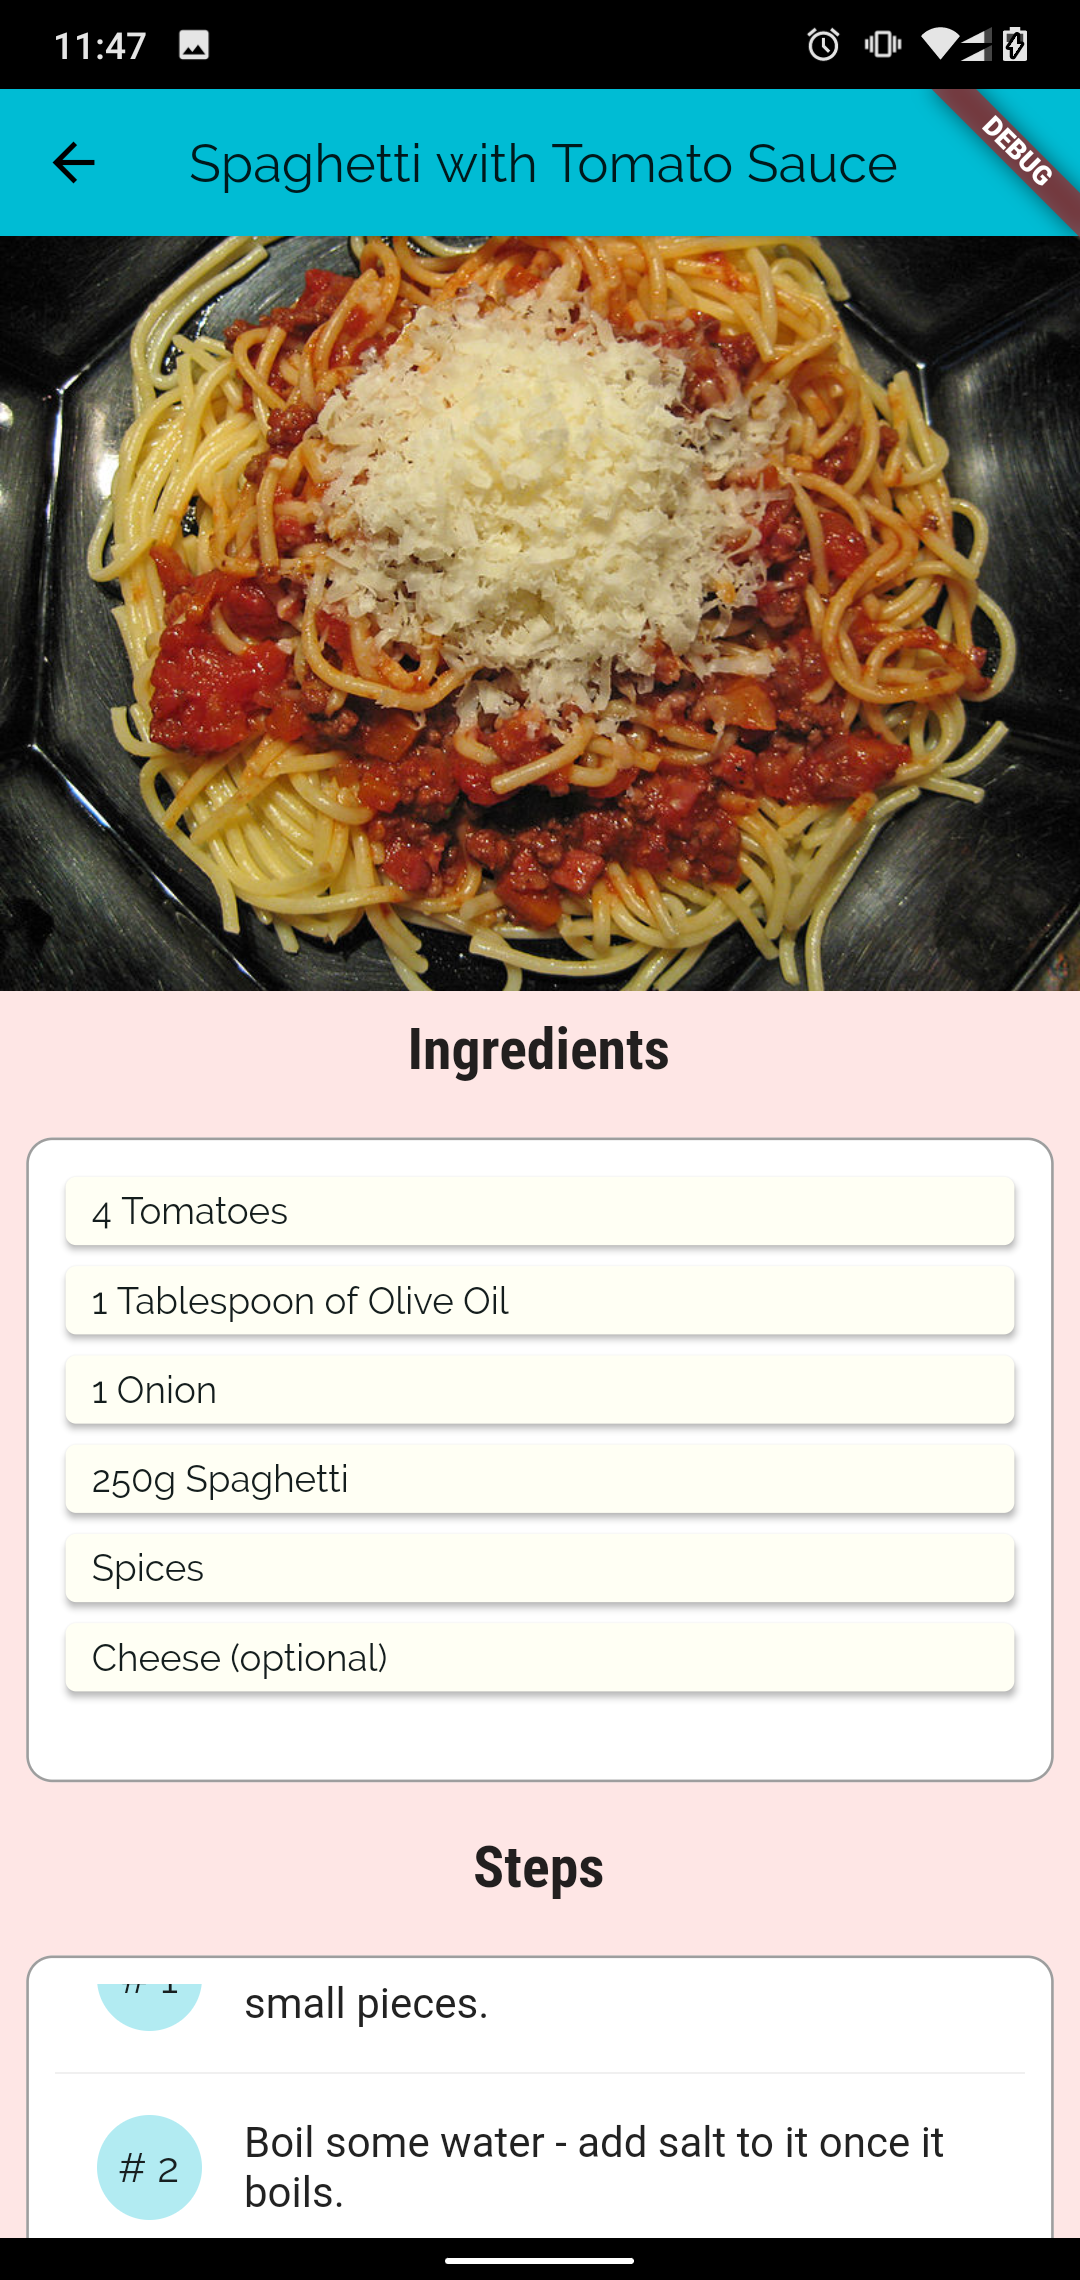 11:47
Spaghetti with Tomato Sauce
DEBUG
Ingredients
4 Tomatoes
1 Tablespoon of Olive Oil
1 Onion
250g Spaghetti
Spices
Cheese (optional)
Steps
# 1
small pieces.
# 2
Boil some water - add salt to it once it
boils.